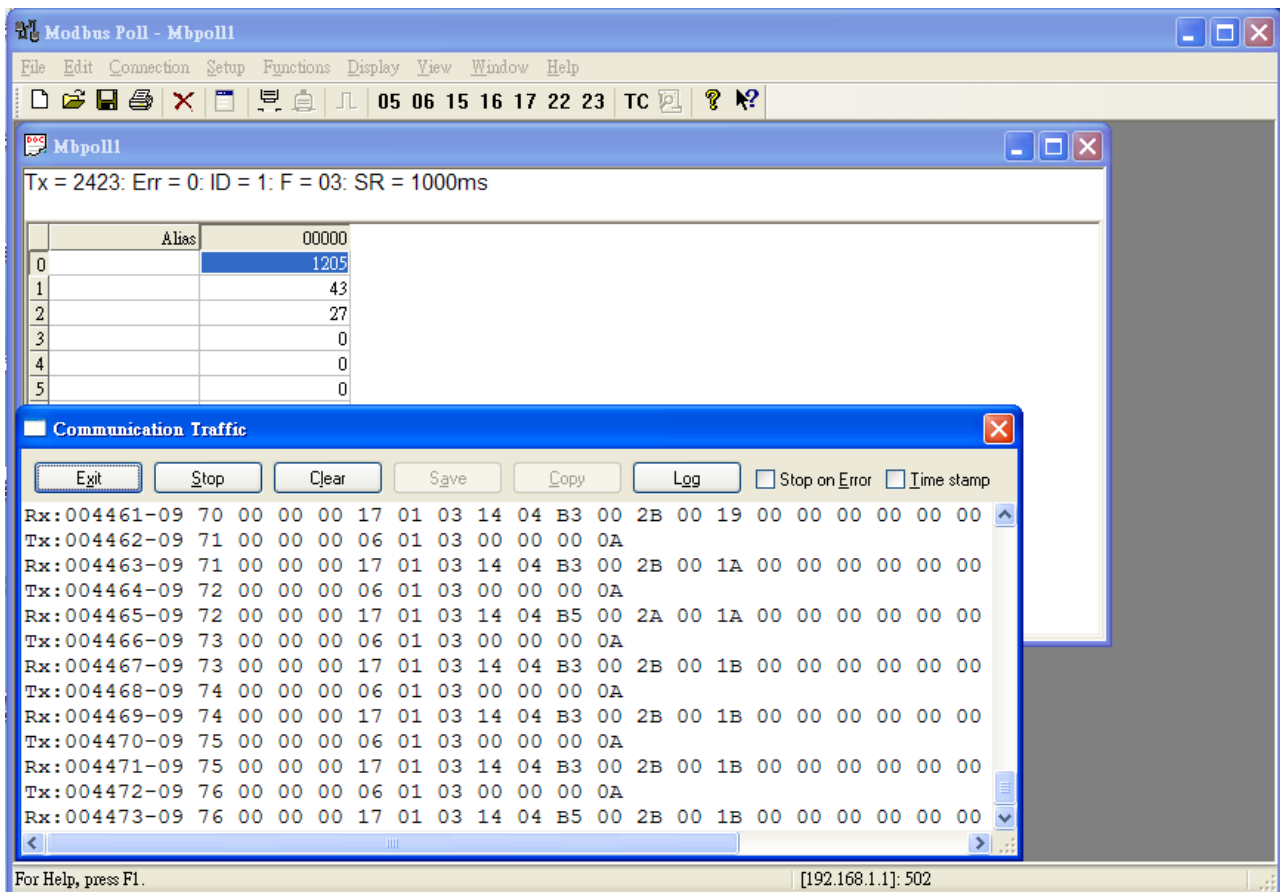 Modbus Poll - Mbpoll1
File Edit Connection Setup Functions Display View Window Help
05 06 15 16 17 22 23 TC
Mbpoll1
Tx = 2423: Err = 0: ID = 1: F = 03: SR = 1000ms
Alias 00000
0 1205
1 43
2 27
3 0
4 0
5 0
Communication Traffic
Exit Stop Clear Save Copy Log Stop on Error Time stamp
Rx:004461-09 70 00 00 00 17 01 03 14 04 B3 00 2B 00 19 00 00 00 00 00 00
Tx:004462-09 71 00 00 00 06 01 03 00 00 00 0A
Rx:004463-09 71 00 00 00 17 01 03 14 04 B3 00 2B 00 1A 00 00 00 00 00 00
Tx:004464-09 72 00 00 00 06 01 03 00 00 00 0A
Rx:004465-09 72 00 00 00 17 01 03 14 04 B5 00 2A 00 1A 00 00 00 00 00 00
Tx:004466-09 73 00 00 00 06 01 03 00 00 00 0A
Rx:004467-09 73 00 00 00 17 01 03 14 04 B3 00 2B 00 1B 00 00 00 00 00 00
Tx:004468-09 74 00 00 00 06 01 03 00 00 00 0A
Rx:004469-09 74 00 00 00 17 01 03 14 04 B3 00 2B 00 1B 00 00 00 00 00 00
Tx:004470-09 75 00 00 00 06 01 03 00 00 00 0A
Rx:004471-09 75 00 00 00 17 01 03 14 04 B3 00 2B 00 1B 00 00 00 00 00 00
Tx:004472-09 76 00 00 00 06 01 03 00 00 00 0A
Rx:004473-09 76 00 00 00 17 01 03 14 04 B5 00 2B 00 1B 00 00 00 00 00 00
For Help, press F1. [192.168.1.1]: 502